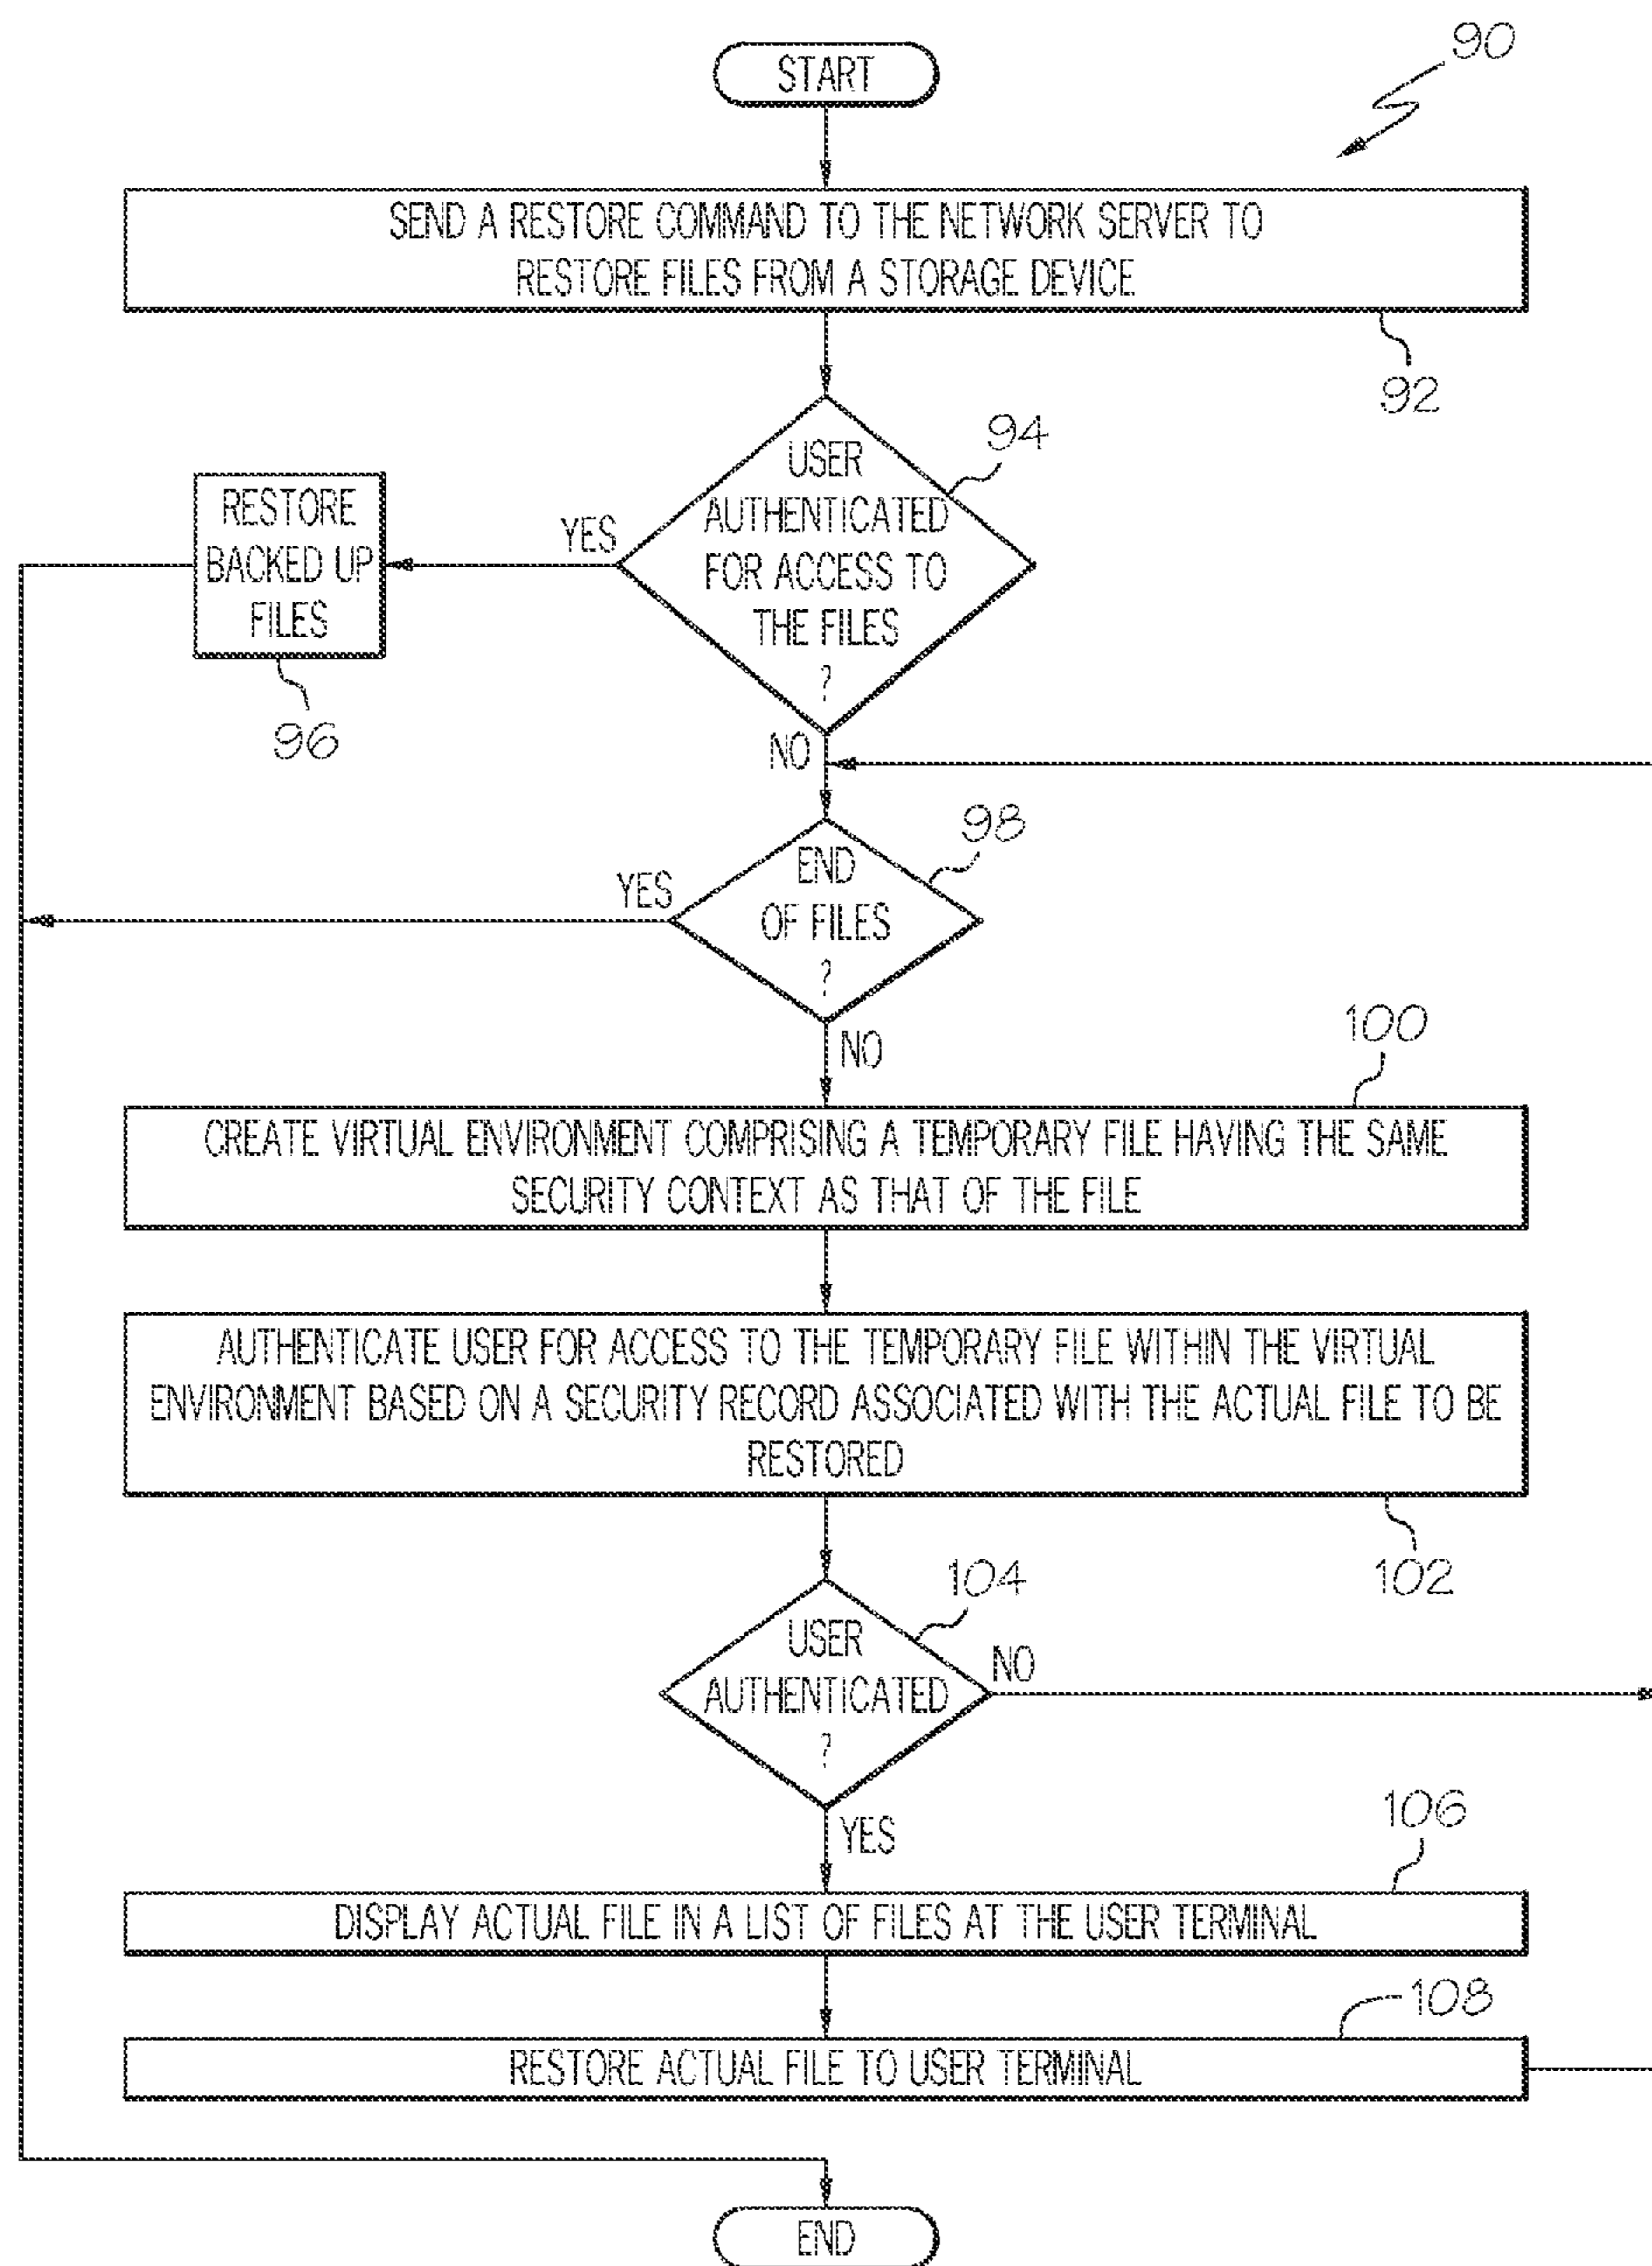 START
90
SEND A RESTORE COMMAND TO THE NETWORK SERVER TO
RESTORE FILES FROM A STORAGE DEVICE
92
USER
AUTHENTICATED
FOR ACCESS TO
THE FILES
?
94
YES
RESTORE
BACKED UP
FILES
96
NO
END
OF FILES
?
98
YES
NO
100
CREATE VIRTUAL ENVIRONMENT COMPRISING A TEMPORARY FILE HAVING THE SAME
SECURITY CONTEXT AS THAT OF THE FILE
AUTHENTICATE USER FOR ACCESS TO THE TEMPORARY FILE WITHIN THE VIRTUAL
ENVIRONMENT BASED ON A SECURITY RECORD ASSOCIATED WITH THE ACTUAL FILE TO BE
RESTORED
102
USER
AUTHENTICATED
?
104
NO
YES
106
DISPLAY ACTUAL FILE IN A LIST OF FILES AT THE USER TERMINAL
108
RESTORE ACTUAL FILE TO USER TERMINAL
END